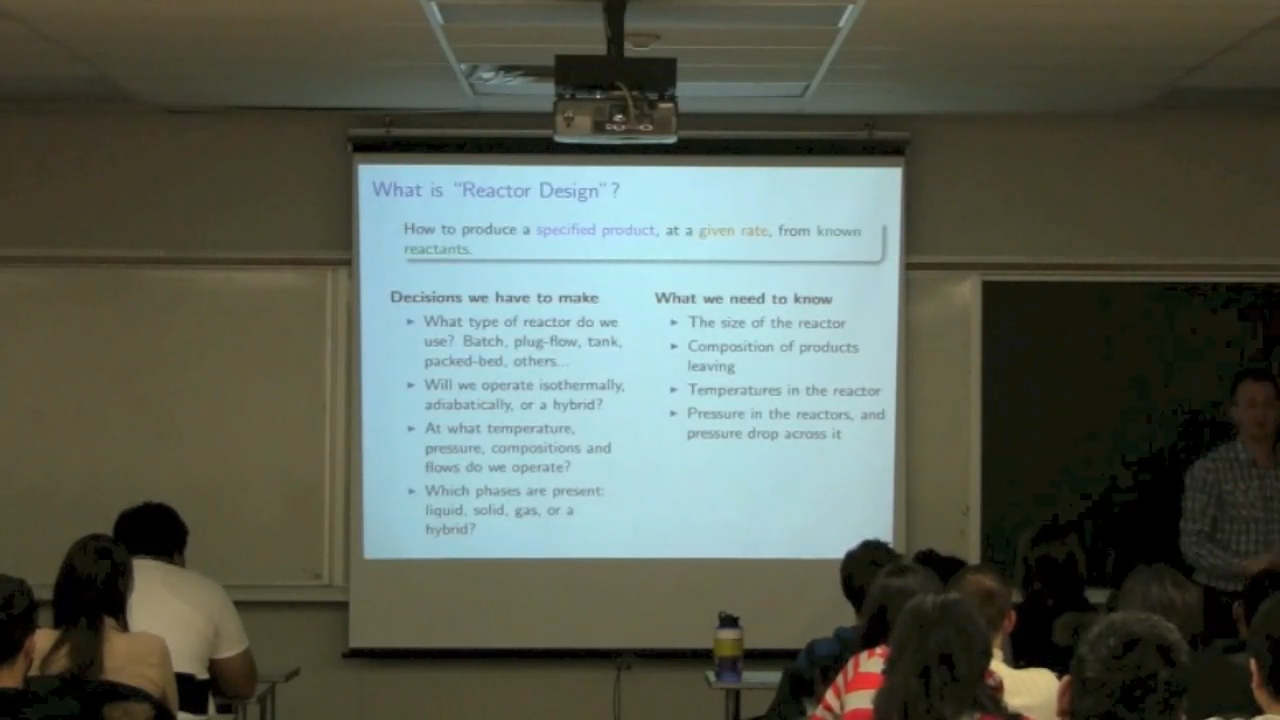 What is “Reactor Design”?
How to produce a specified product, at a given rate, from known
reactants.
Decisions we have to make
► What type of reactor do we
use? Batch, plug-flow, tank,
packed-bed, others...
► Will we operate isothermally,
adiabatically, or a hybrid?
► At what temperature,
pressure, compositions and
flows do we operate?
► Which phases are present:
liquid, solid, gas, or a
hybrid?
What we need to know
► The size of the reactor
► Composition of products
leaving
► Temperatures in the reactor
► Pressure in the reactors, and
pressure drop across it